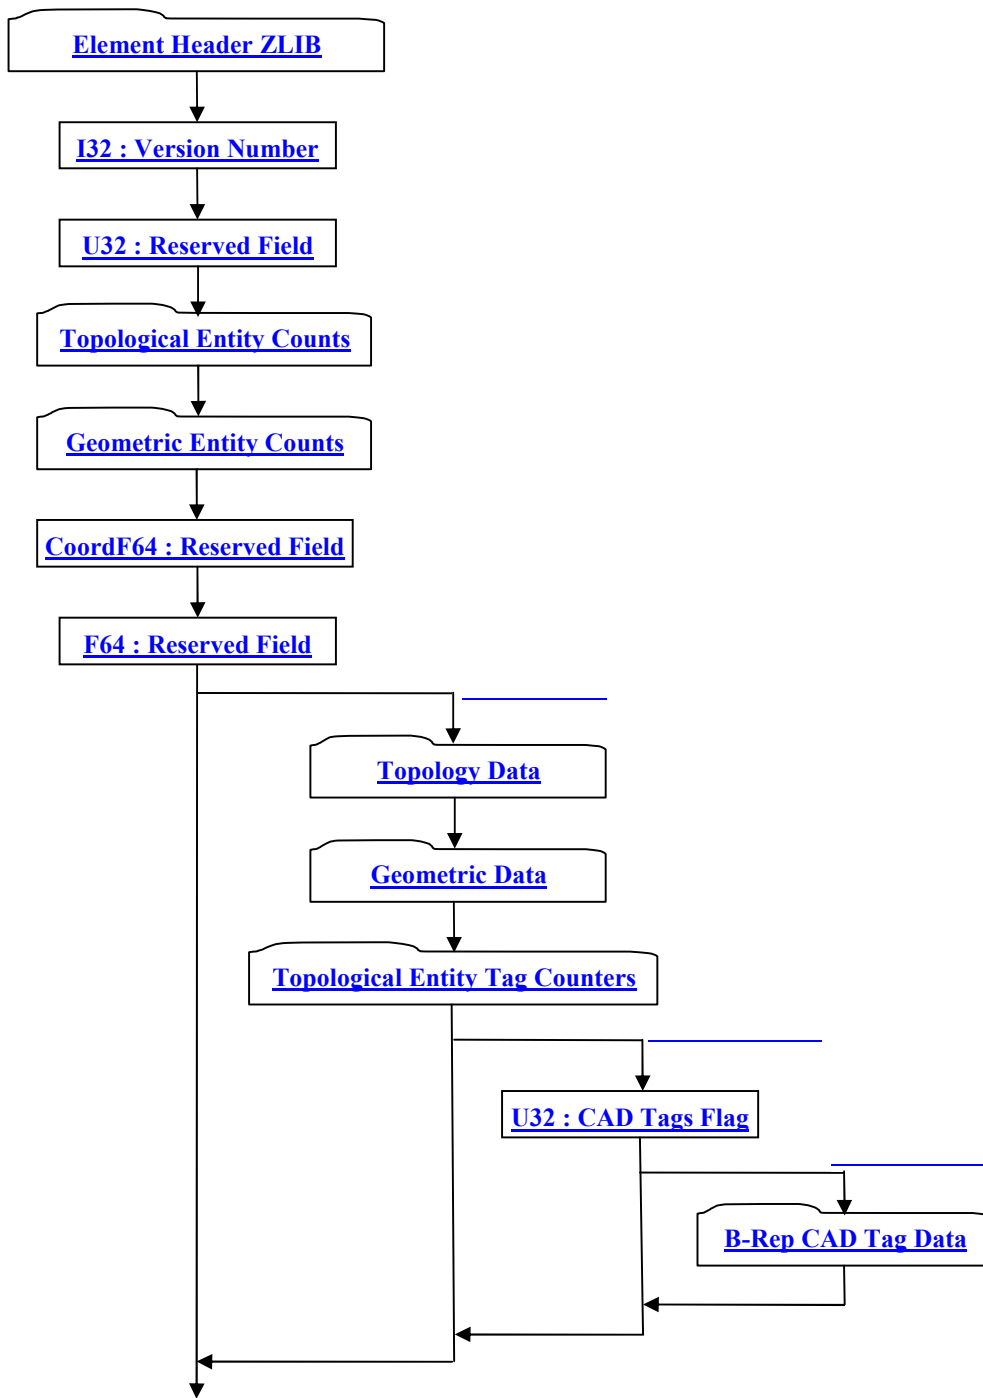 Element Header ZLIB
I32 : Version Number
U32 : Reserved Field
Topological Entity Counts
Geometric Entity Counts
CoordF64 : Reserved Field
F64 : Reserved Field
Topology Data
Geometric Data
Topological Entity Tag Counters
U32 : CAD Tags Flag
B-Rep CAD Tag Data